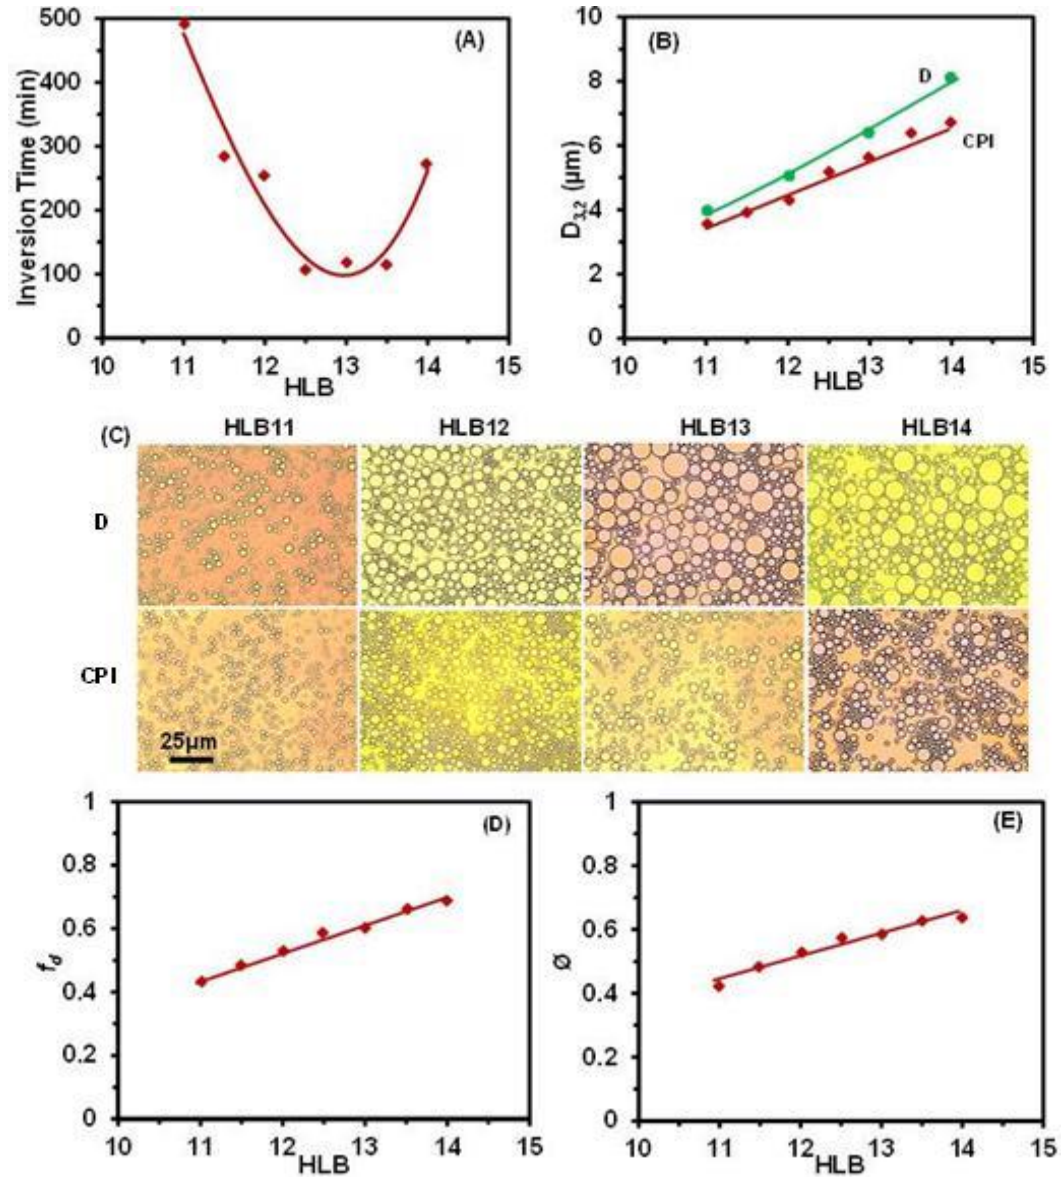 (A)
Inversion Time (min)
500
400
300
200
100
0
10 11 12 13 14 15
HLB
(B)
D₃,₂ (µm)
10
8
6
4
2
0
D
CPI
10 11 12 13 14 15
HLB
(C)
HLB11 HLB12 HLB13 HLB14
D
CPI
25µm
(D)
f_d
1
0.8
0.6
0.4
0.2
0
10 11 12 13 14 15
HLB
(E)
Ø
1
0.8
0.6
0.4
0.2
0
10 11 12 13 14 15
HLB